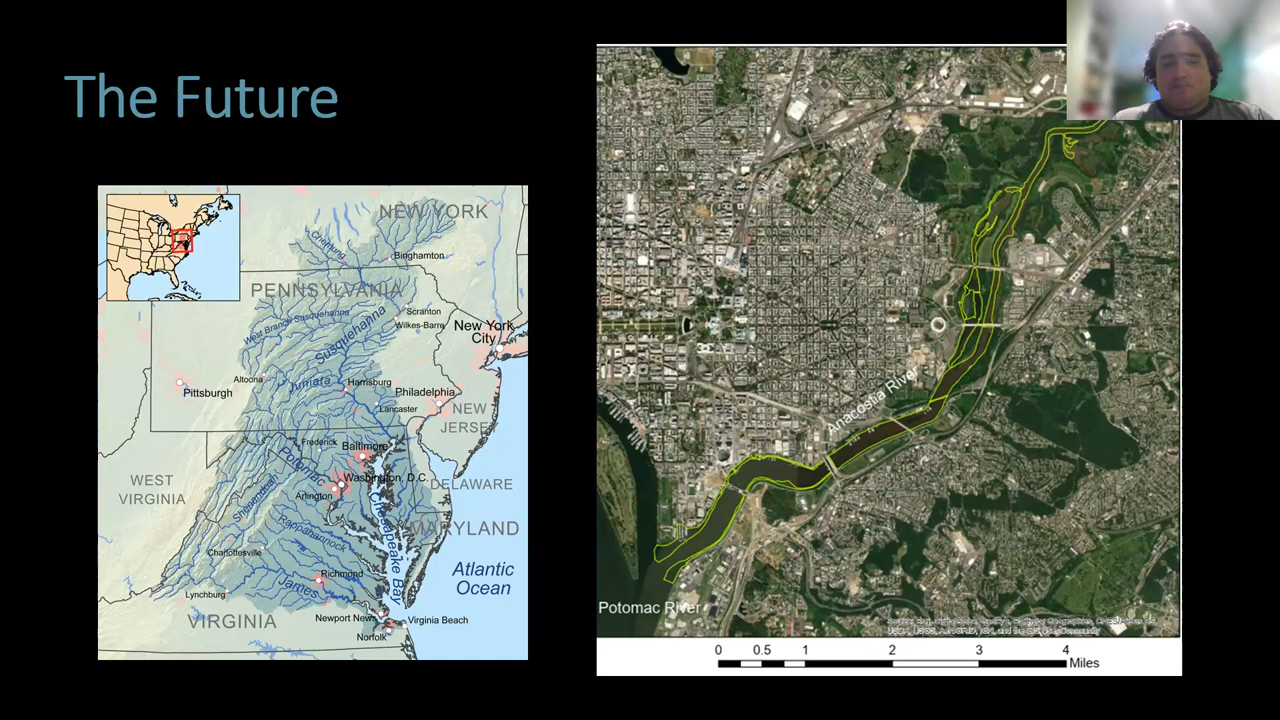 The Future
NEW YORK
Chemung
Binghamton
PENNSYLVANIA
Scranton
West Branch Susquehanna
Wilkes-Barre
New York
City
Susquehanna
Altoona
Juniata
Harrisburg
Pittsburgh
Philadelphia
Lancaster
NEW
JERSEY
Frederick
Baltimore
Potomac
WEST
VIRGINIA
Washington, D.C.
DELAWARE
Arlington
Shenandoah
Chesapeake Bay
MARYLAND
Rappahannock
Charlottesville
Atlantic
Ocean
Richmond
James
Lynchburg
VIRGINIA
Newport News
Virginia Beach
Norfolk
Anacostia River
Potomac River
0 0.5 1 2 3 4
Miles